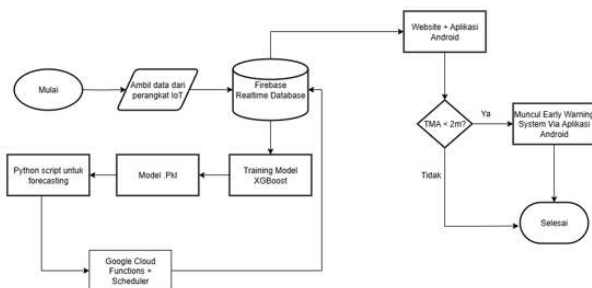 Mulai
Ambil data dari
perangkat IoT
Firebase
Realtime Database
Website + Aplikasi
Android
TMA < 2m?
Ya
Muncul Early Warning
System Via Aplikasi
Android
Tidak
Selesai
Training Model
XGBoost
Model .Pkl
Python script untuk
forecasting
Google Cloud
Functions +
Scheduler